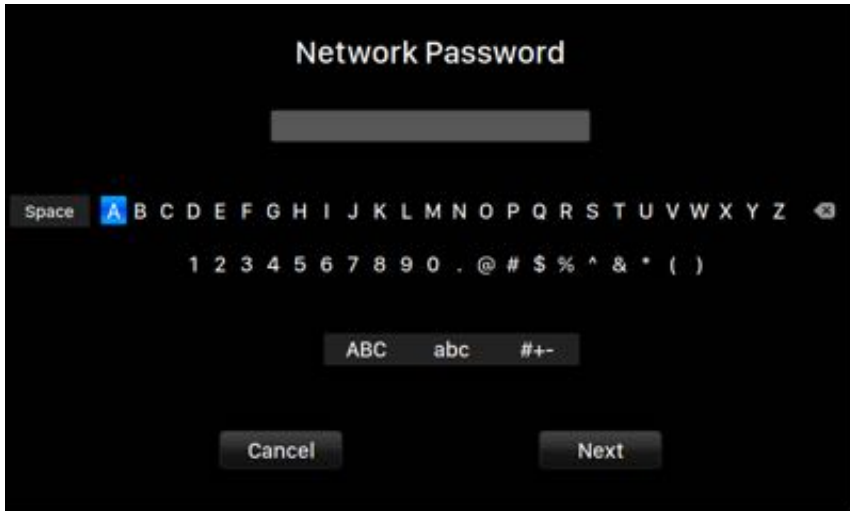 Network Password
Space A B C D E F G H I J K L M N O P Q R S T U V W X Y Z
1 2 3 4 5 6 7 8 9 0 . @ # $ % ^ & * ( )
ABC abc #+-
Cancel Next